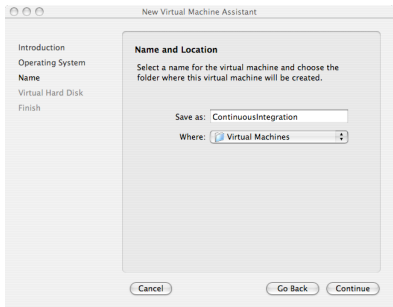 New Virtual Machine Assistant
Introduction
Operating System
Name
Virtual Hard Disk
Finish
Name and Location
Select a name for the virtual machine and choose the
folder where this virtual machine will be created.
Save as: ContinuousIntegration
Where: Virtual Machines
Cancel Go Back Continue